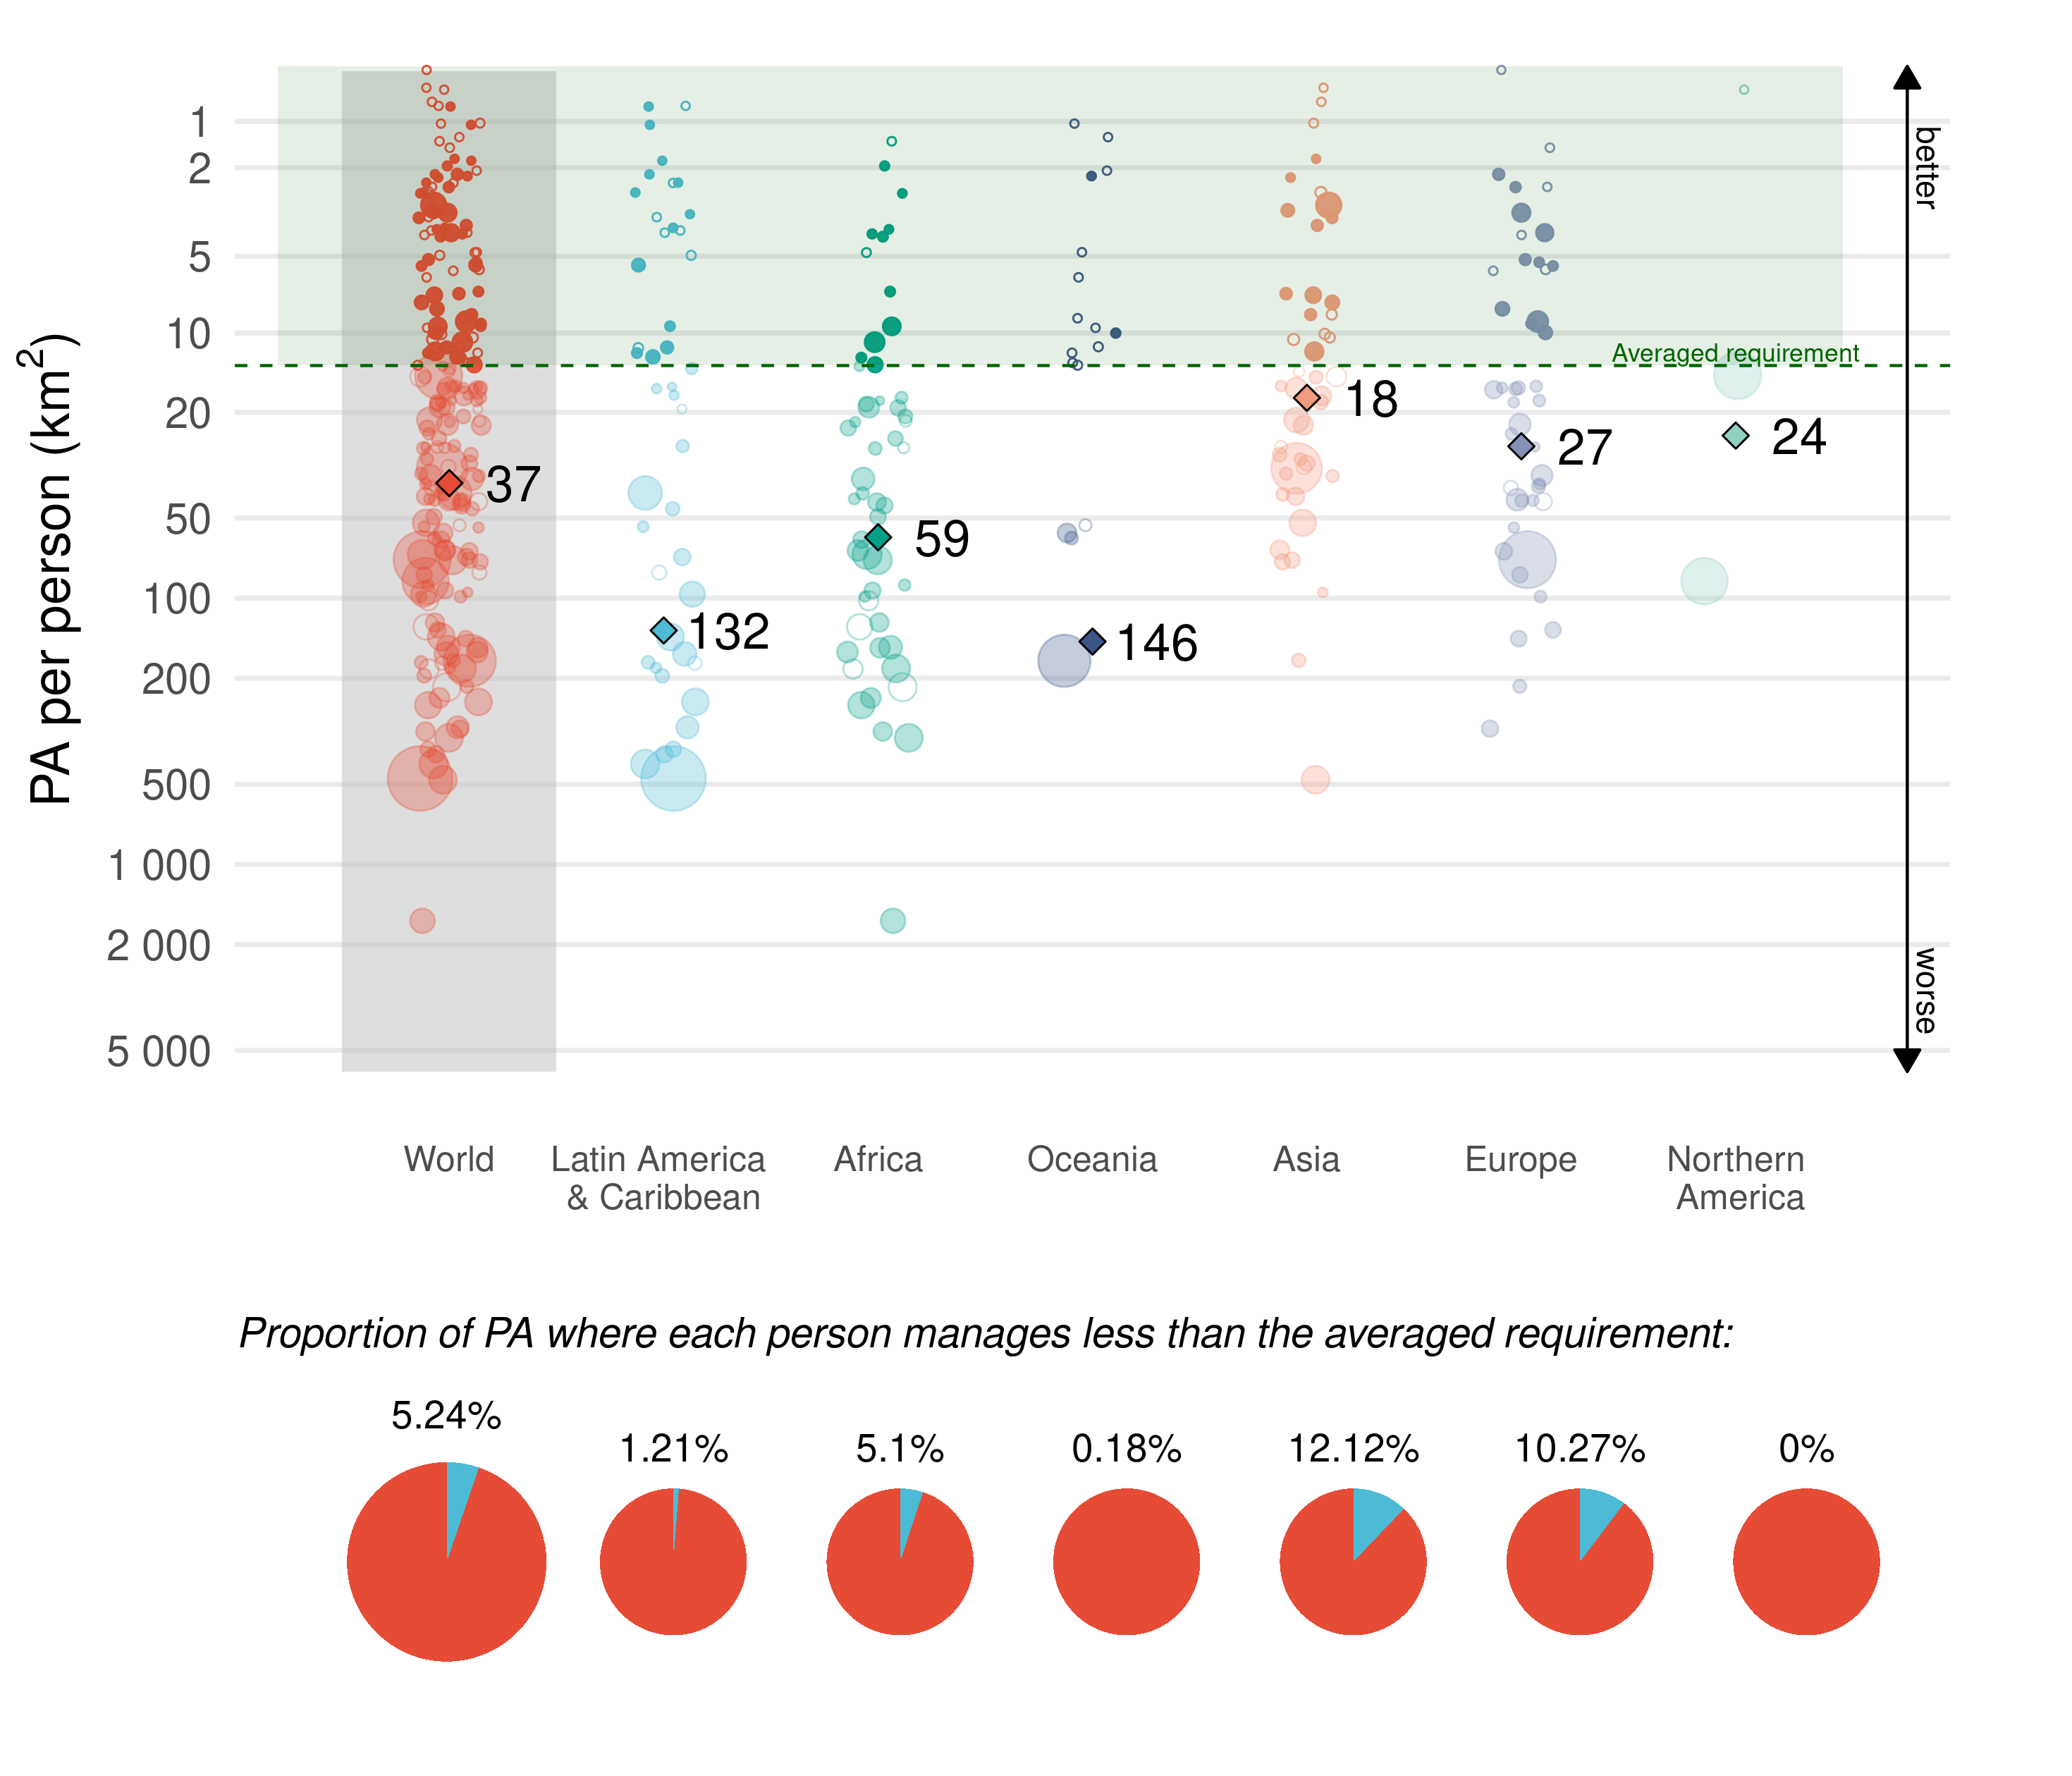 PA per person (km2)
1
2
5
10
20
50
100
200
500
1 000
2 000
5 000
better
worse
Averaged requirement
37
132
59
146
18
27
24
World
Latin America
& Caribbean
Africa
Oceania
Asia
Europe
Northern
America
Proportion of PA where each person manages less than the averaged requirement:
5.24%
1.21%
5.1%
0.18%
12.12%
10.27%
0%